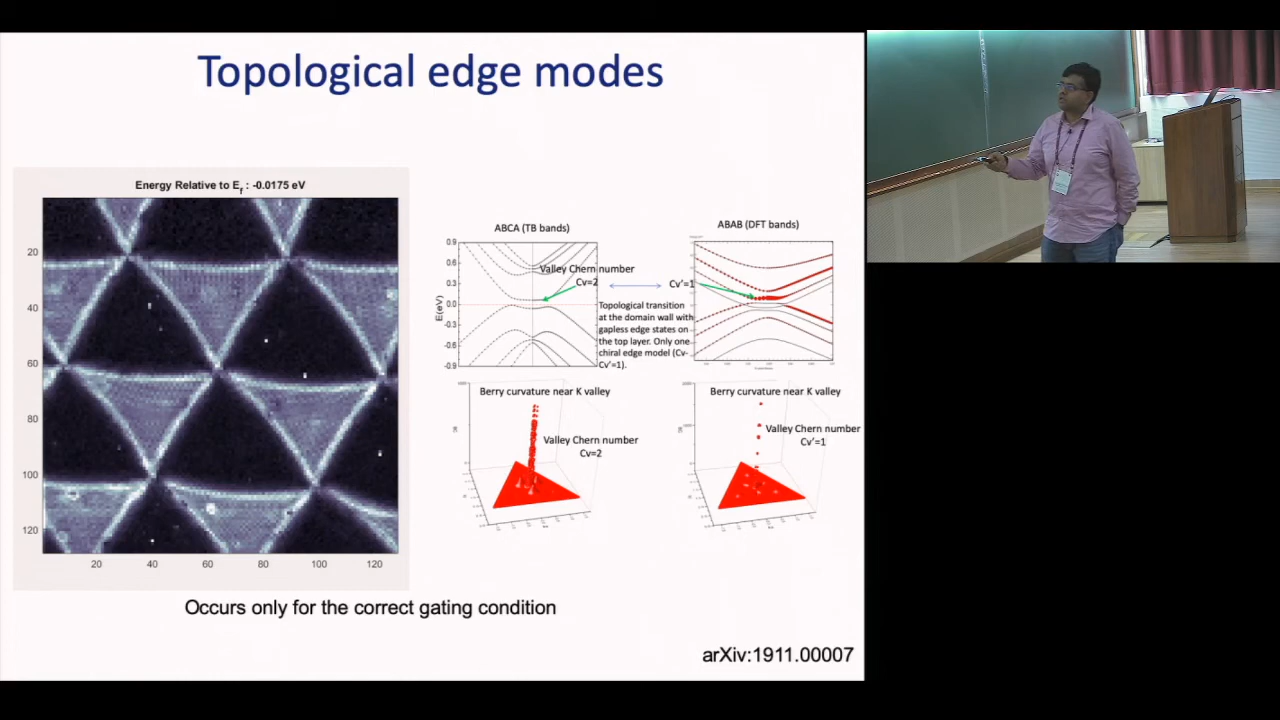 Topological edge modes
Energy Relative to Ef : -0.0175 eV
20
40
60
80
100
120
20
40
60
80
100
120
Occurs only for the correct gating condition
ABCA (TB bands)
0.9
0.6
0.3
0.0
-0.3
-0.6
-0.9
E(eV)
Valley Chern number
Cv=2
Cv'=1
Topological transition
at the domain wall with
gapless edge states on
the top layer. Only one
chiral edge model (Cv-
Cv'=1).
ABAB (DFT bands)
Berry curvature near K valley
Valley Chern number
Cv=2
Berry curvature near K valley
Valley Chern number
Cv'=1
arXiv:1911.00007